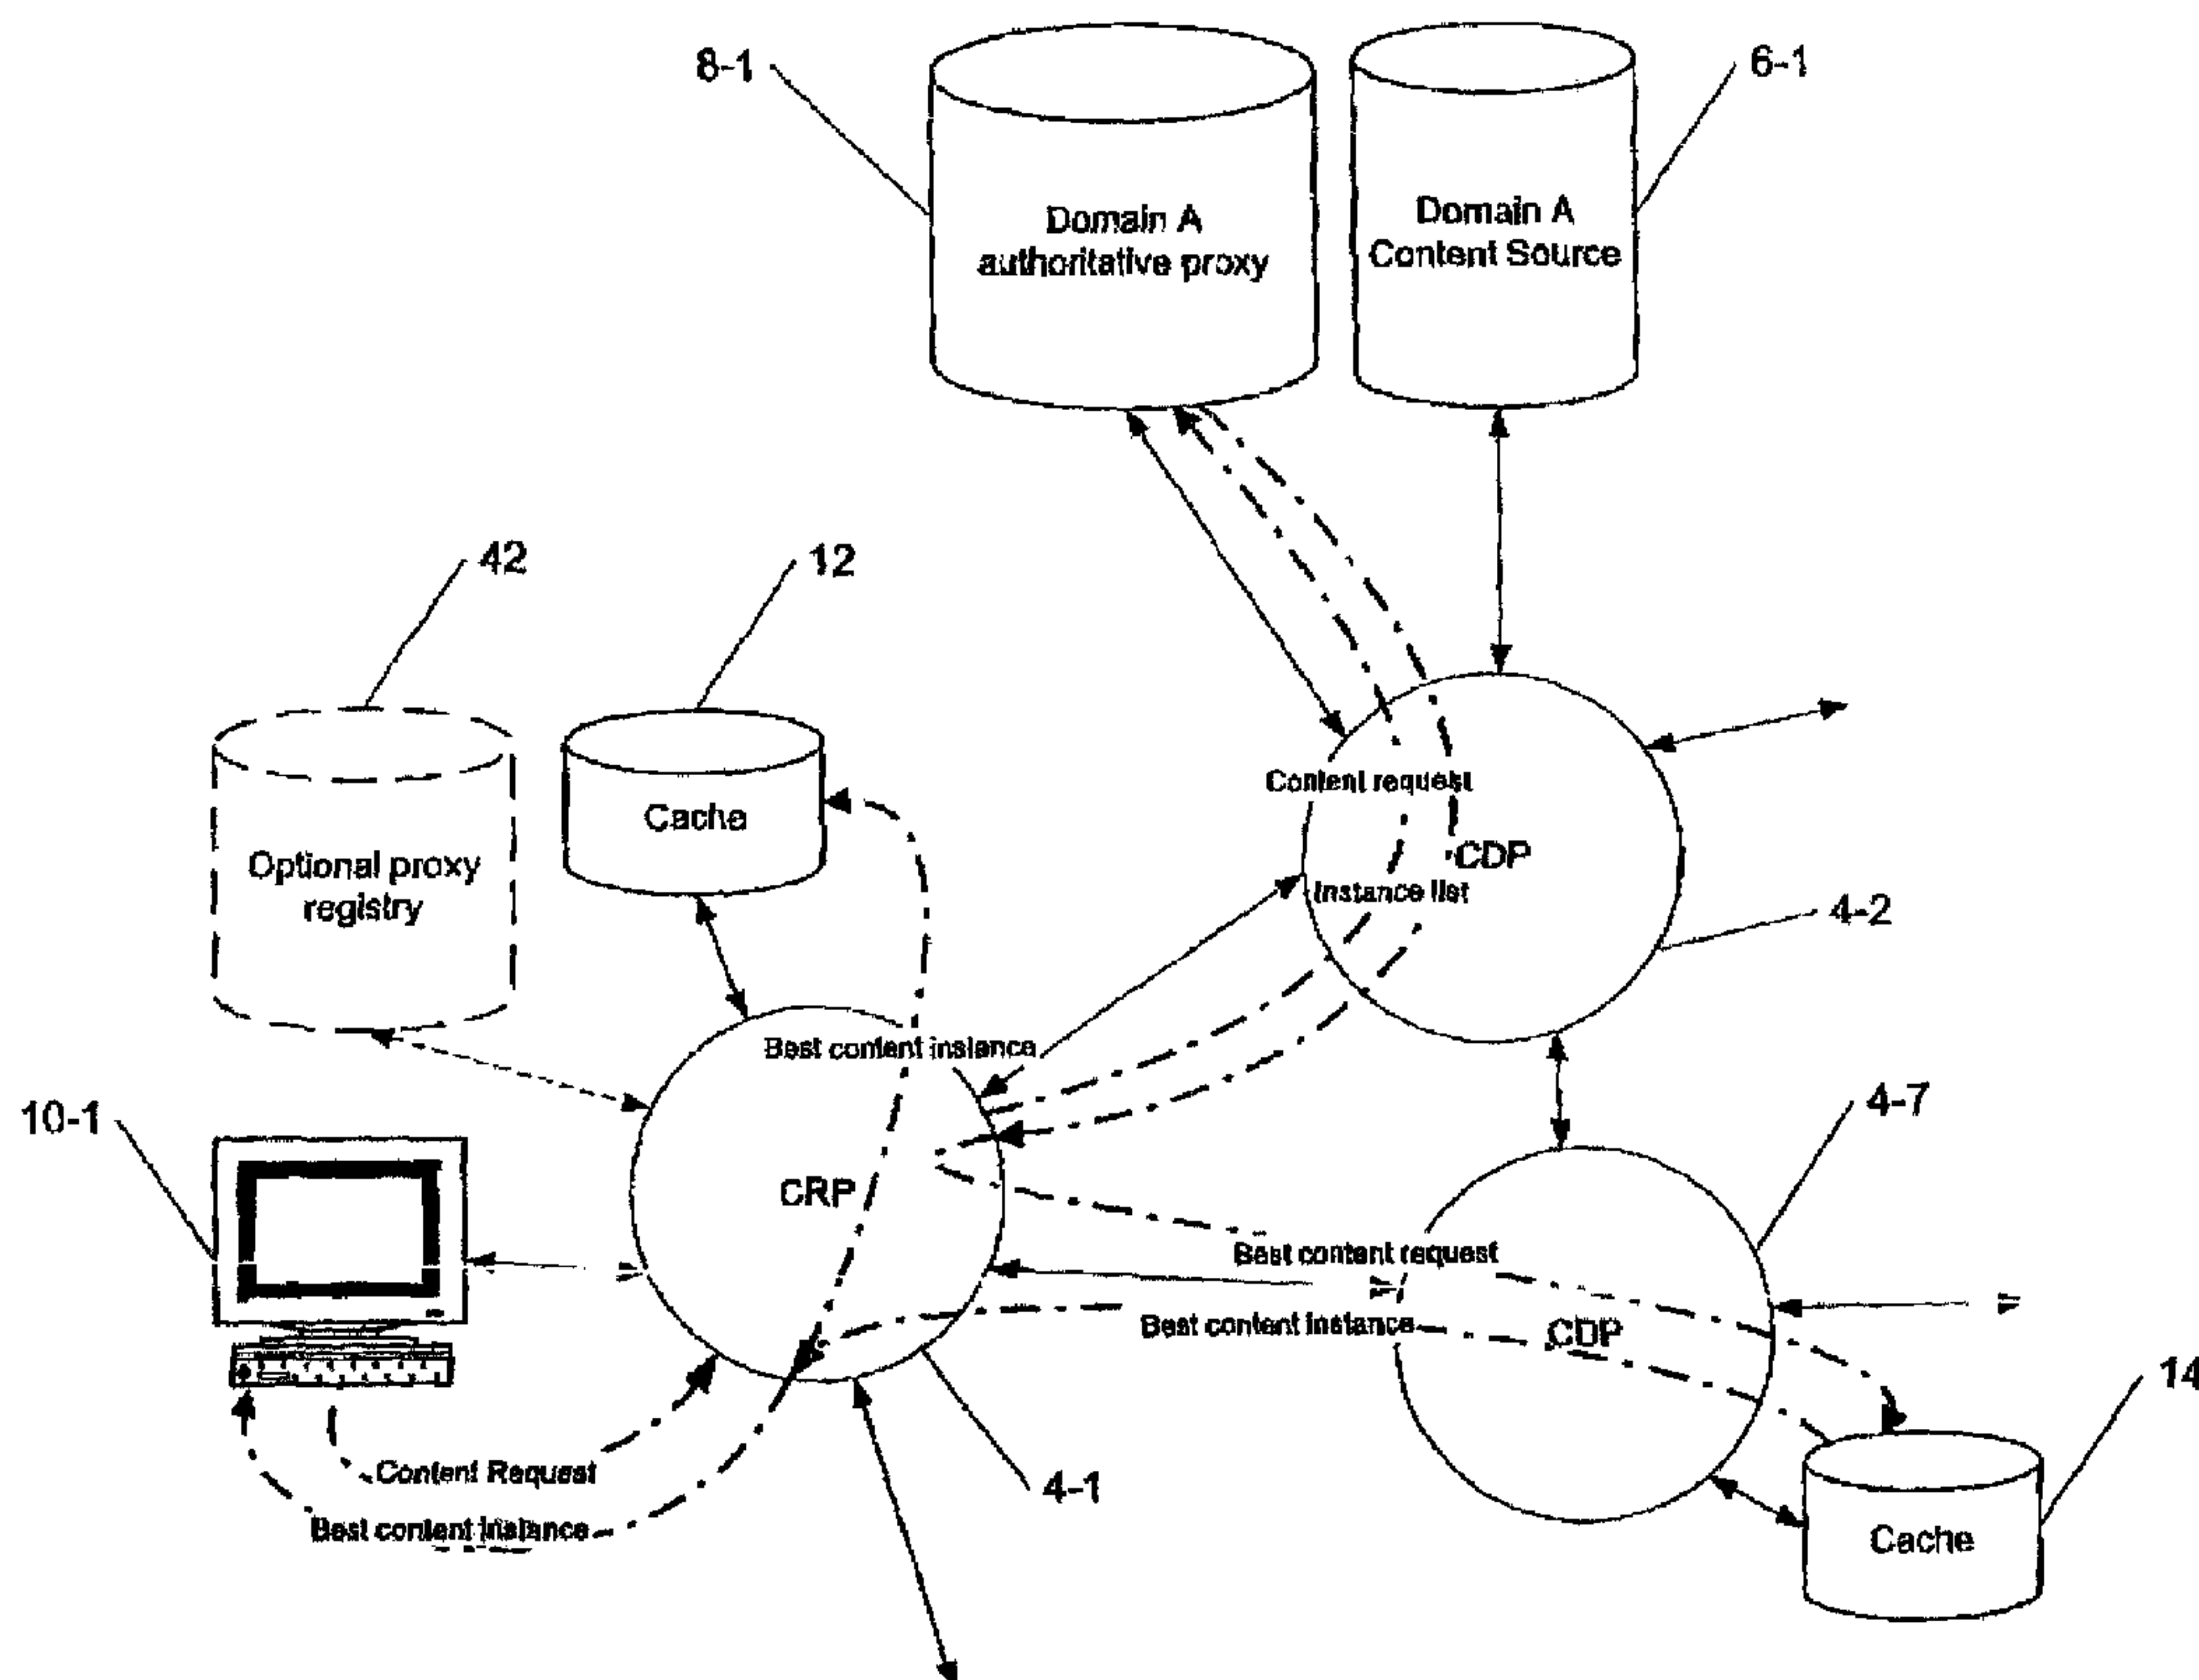 8-1
6-1
Domain A
authoritative proxy
Domain A
Content Source
42
12
Optional proxy
registry
Cache
Content request
CDP
Instance list
4-2
Best content instance
10-1
CRP
4-7
Best content request
Best content instance
CDP
14
Content Request
Best content instance
4-1
Cache